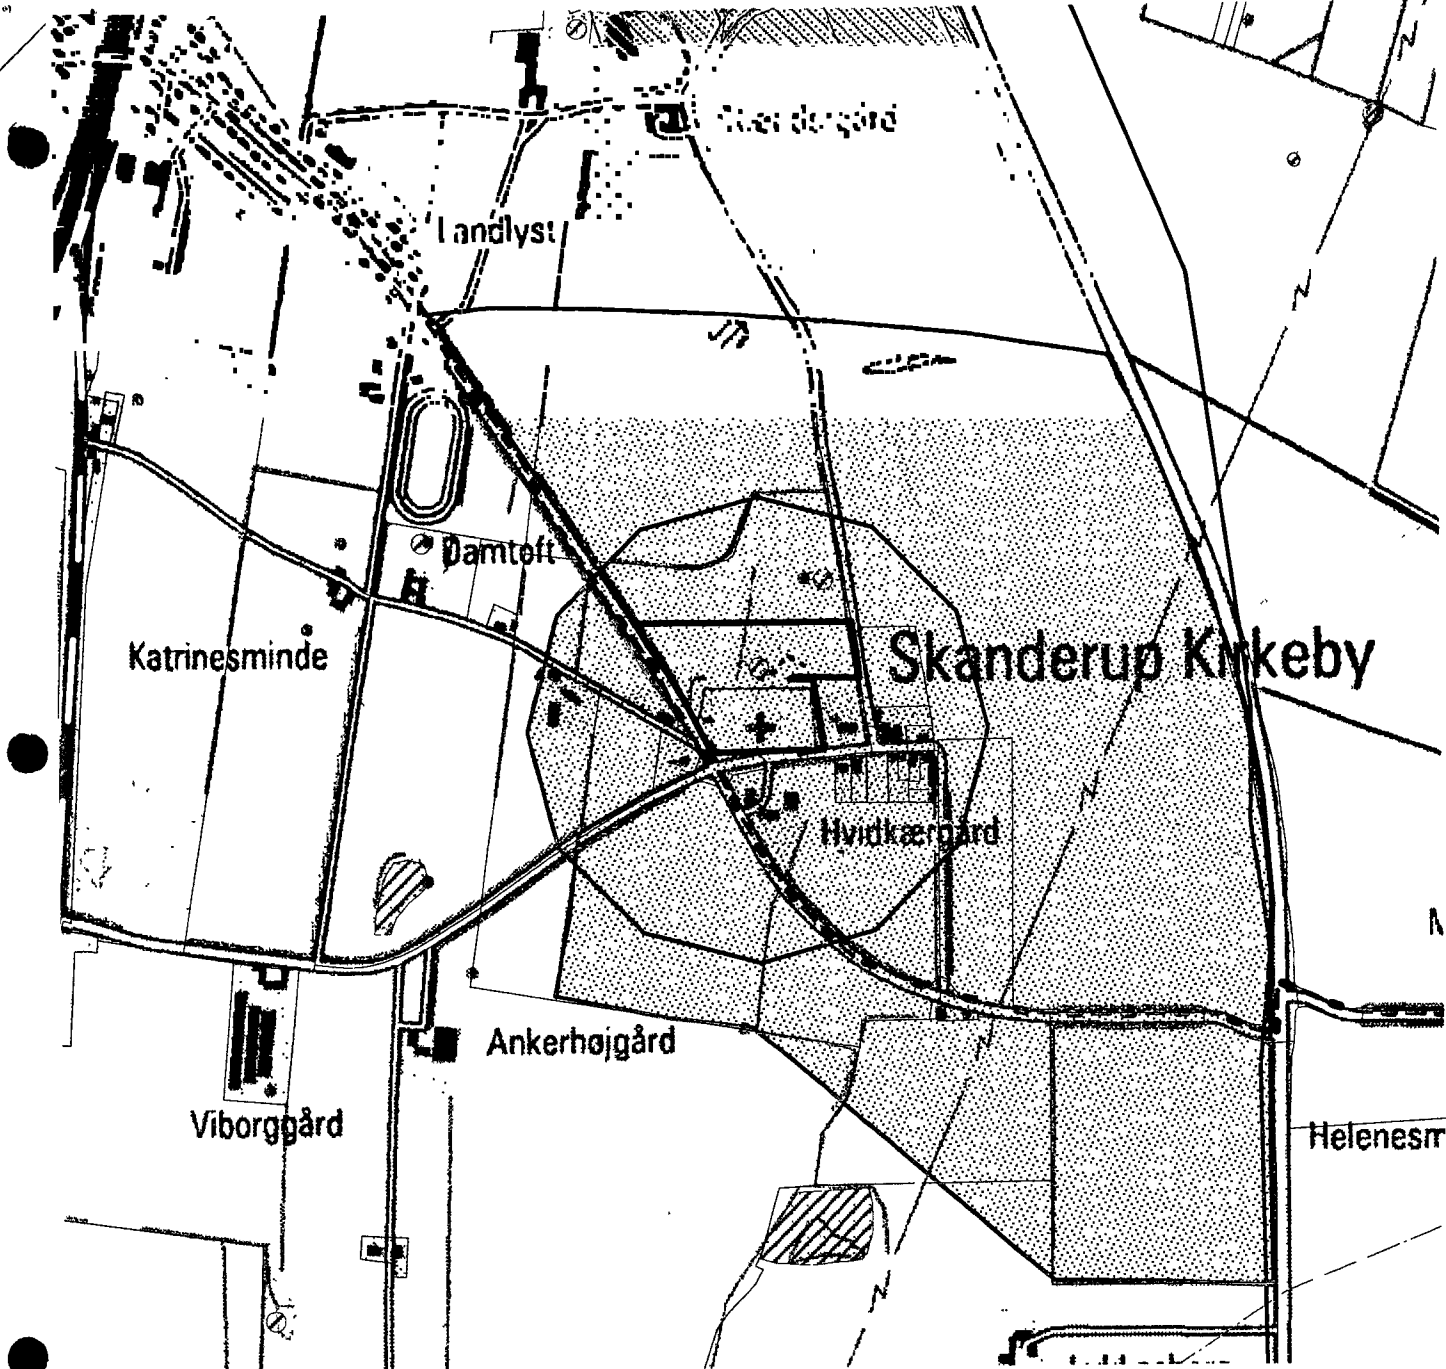 Landlyst
Damtoft
Katrinesminde
Skanderup Kirkeby
Hvidkærgård
Ankerhøjgård
Viborggård
Helenesm